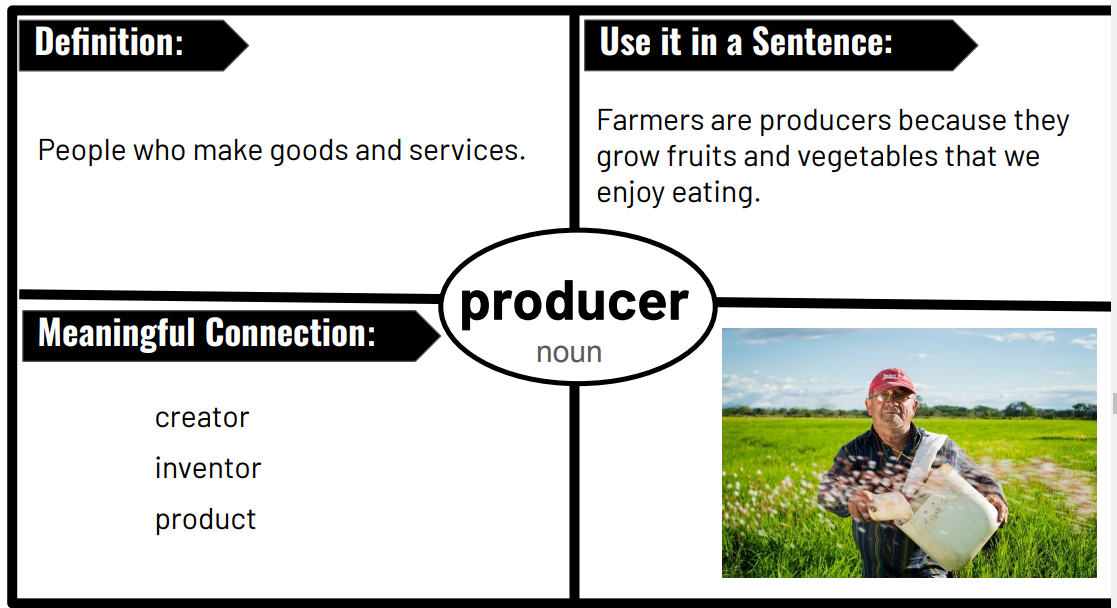 Definition:
People who make goods and services.
Use it in a Sentence:
Farmers are producers because they
grow fruits and vegetables that we
enjoy eating.
producer
noun
Meaningful Connection:
creator
inventor
product